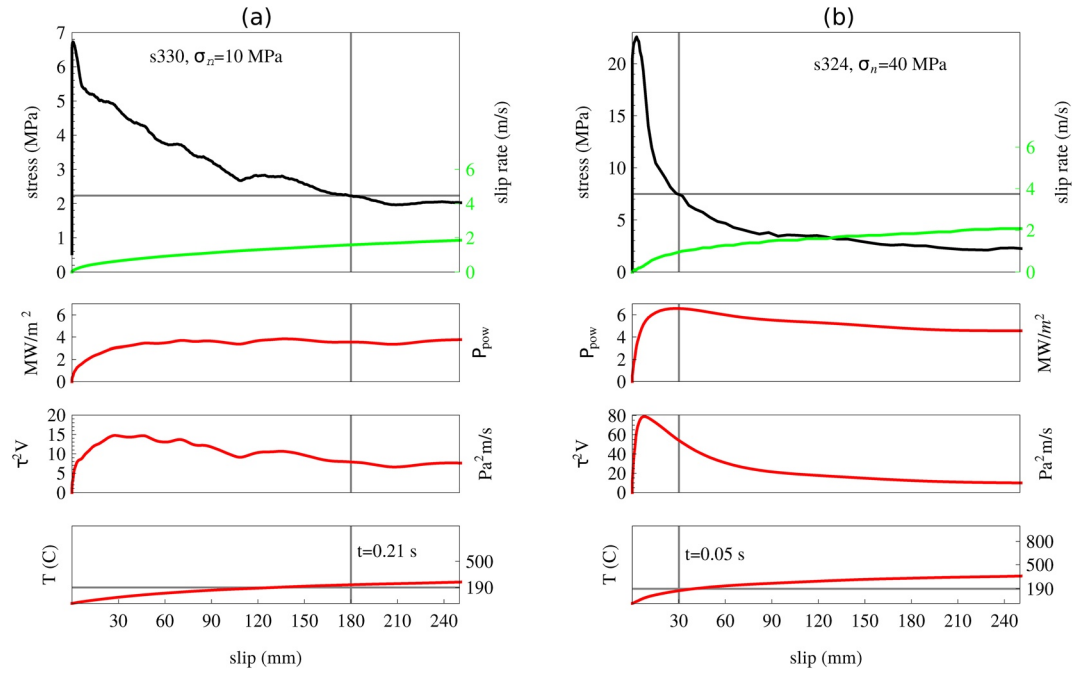 (a)
s330, σn=10 MPa
stress (MPa)
7
6
5
4
3
2
1
0
slip rate (m/s)
6
4
2
0
MW/m²
6
4
2
0
Ppow
τ²V
20
15
10
5
0
Pa²m/s
T (C)
t=0.21 s
500
190
30 60 90 120 150 180 210 240
slip (mm)
(b)
s324, σn=40 MPa
stress (MPa)
20
15
10
5
0
slip rate (m/s)
6
4
2
0
Ppow
6
4
2
0
MW/m²
τ²V
80
60
40
20
0
Pa²m/s
T (C)
t=0.05 s
800
500
190
30 60 90 120 150 180 210 240
slip (mm)